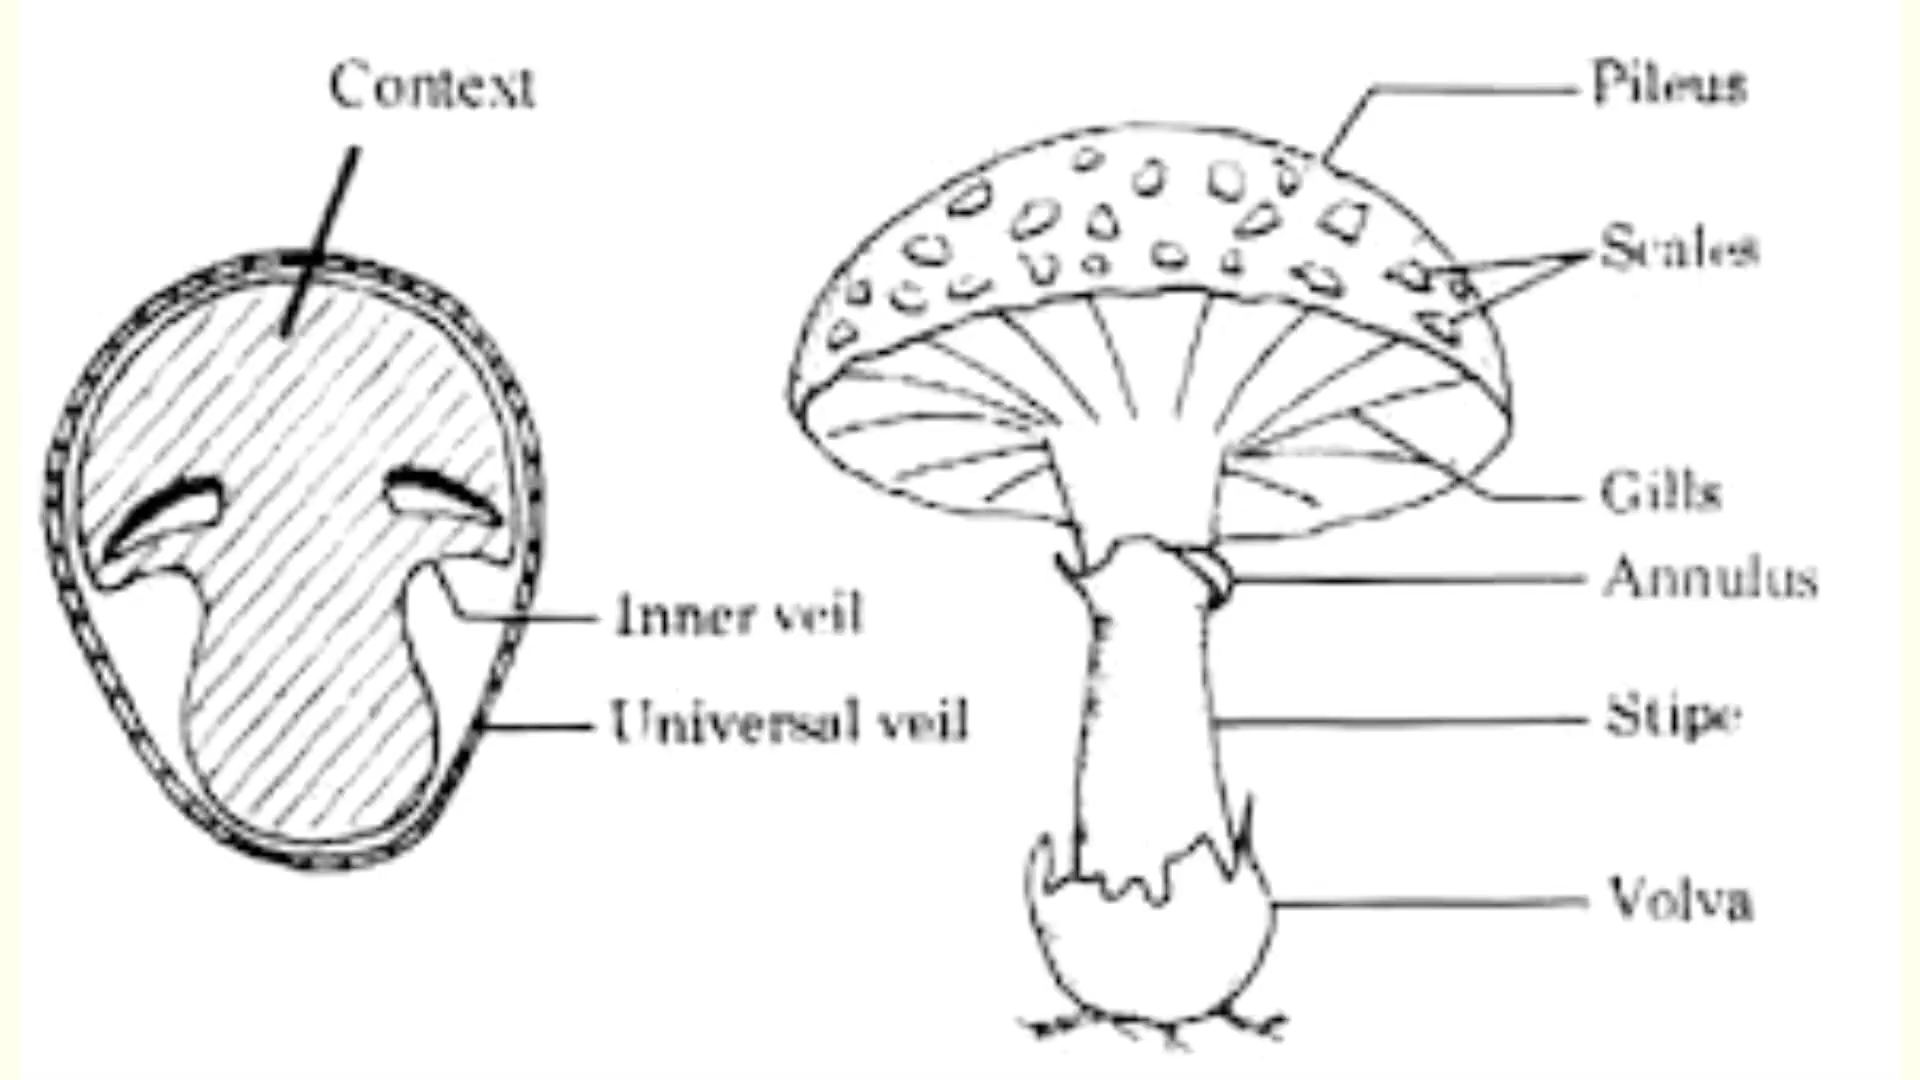 Context
Inner veil
Universal veil
Pileus
Scales
Gills
Annulus
Stipe
Volva